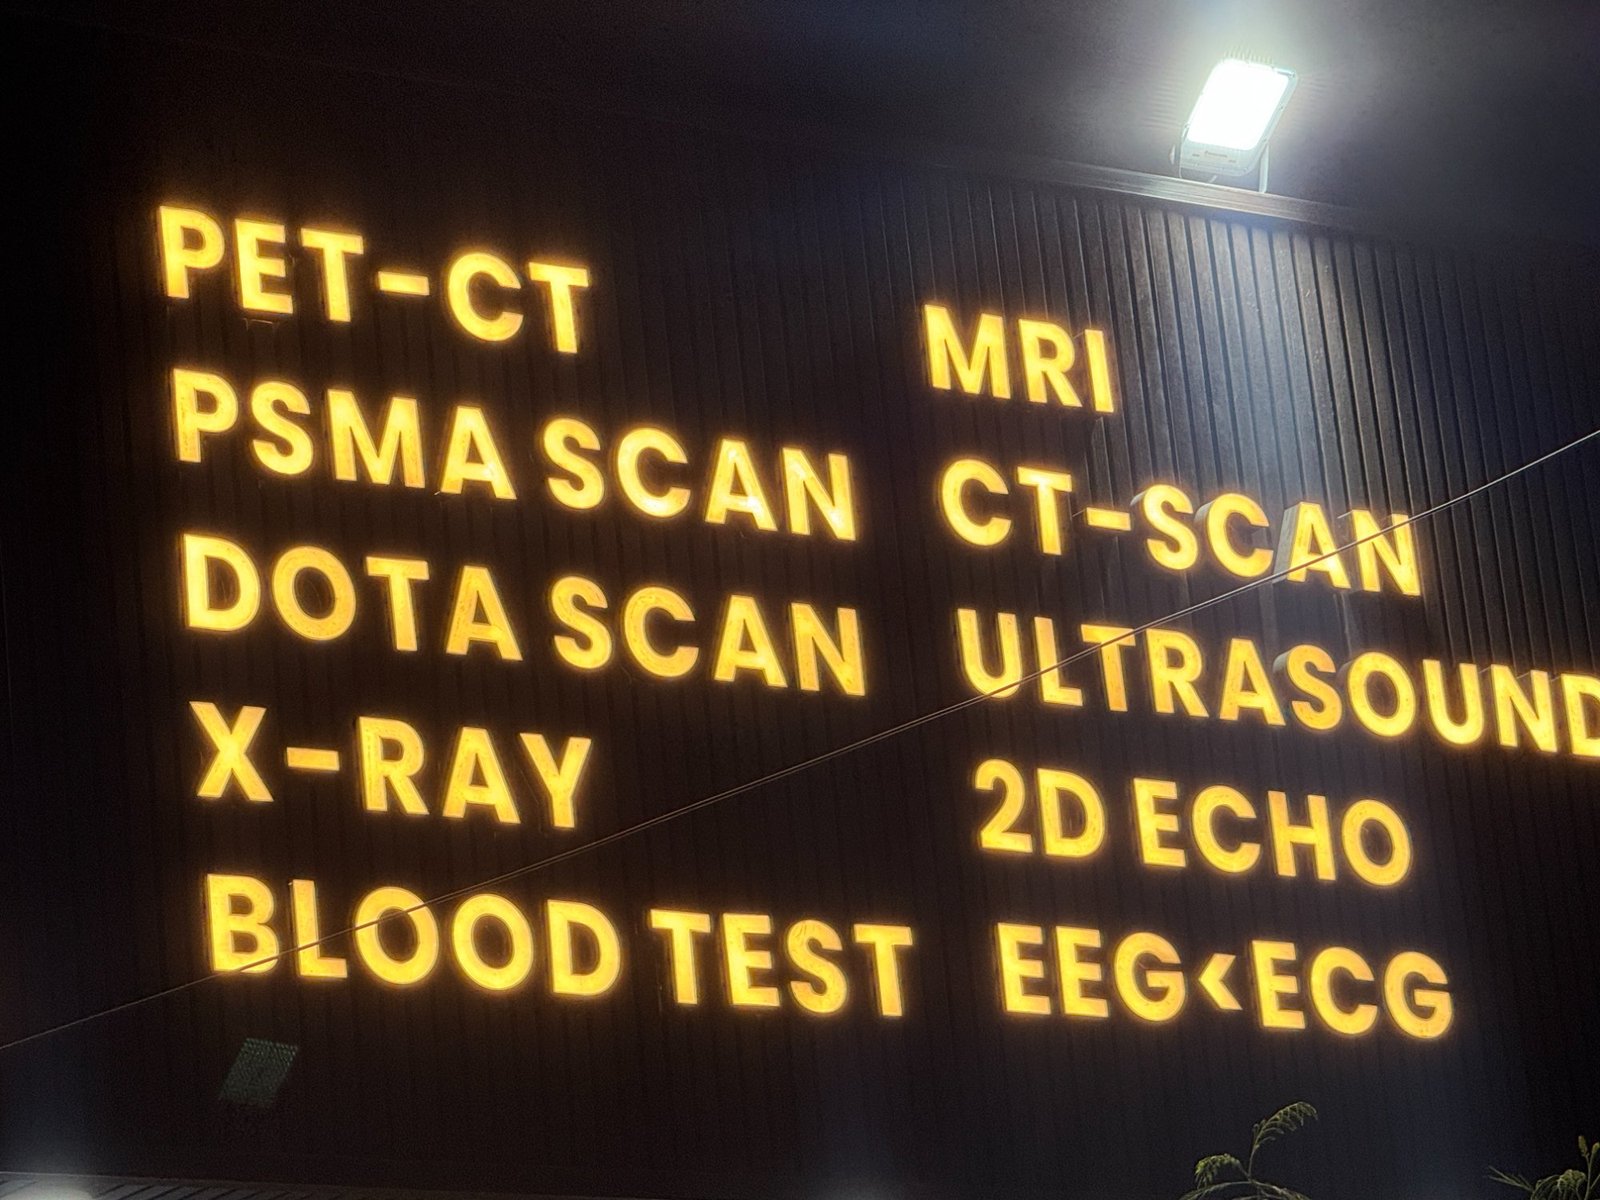 PET-CT
PSMA SCAN
DOTA SCAN
X-RAY
BLOOD TEST
MRI
CT-SCAN
ULTRASOUND
2D ECHO
EEG<ECG